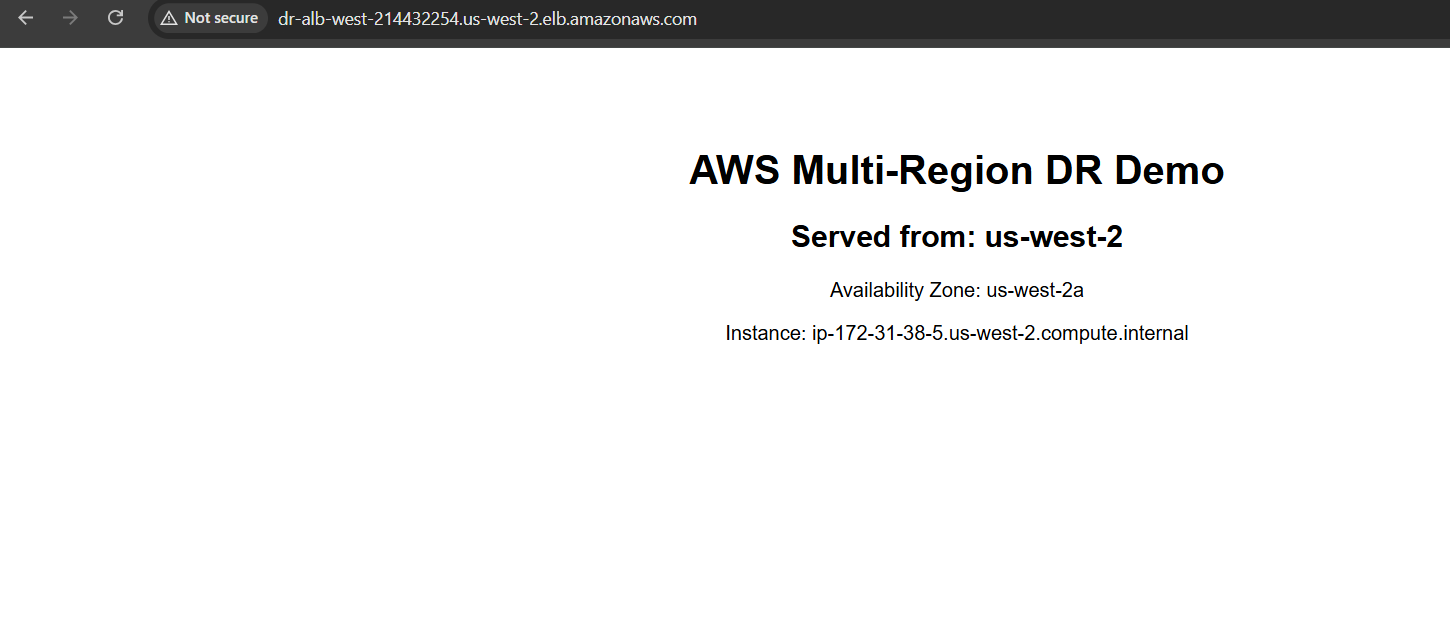 Not secure dr-alb-west-214432254.us-west-2.elb.amazonaws.com
AWS Multi-Region DR Demo
Served from: us-west-2
Availability Zone: us-west-2a
Instance: ip-172-31-38-5.us-west-2.compute.internal